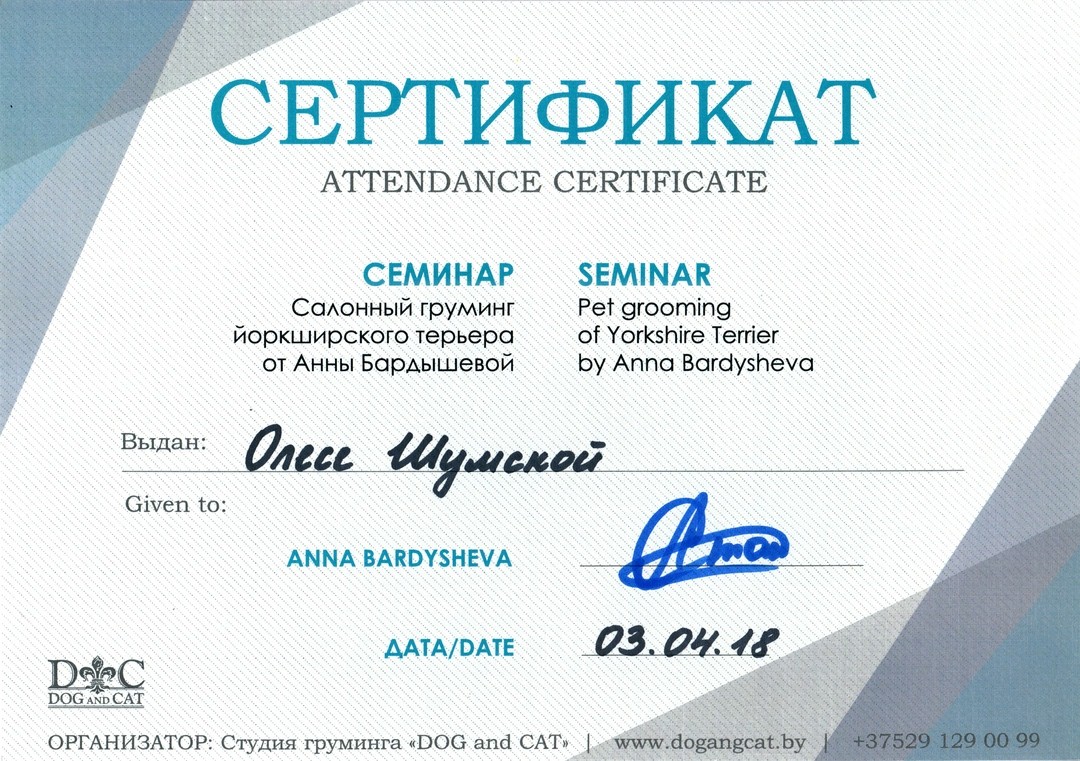 СЕРТИФИКАТ
ATTENDANCE CERTIFICATE
СЕМИНАР
Салонный груминг
йоркширского терьера
от Анны Бардышевой
SEMINAR
Pet grooming
of Yorkshire Terrier
by Anna Bardysheva
Выдан: Олесе Шумской
Given to:
ANNA BARDYSHEVA
ДАТА/DATE 03.04.18
D C
DOG AND CAT
ОРГАНИЗАТОР: Студия груминга «DOG and CAT» | www.dogangcat.by | +37529 129 00 99